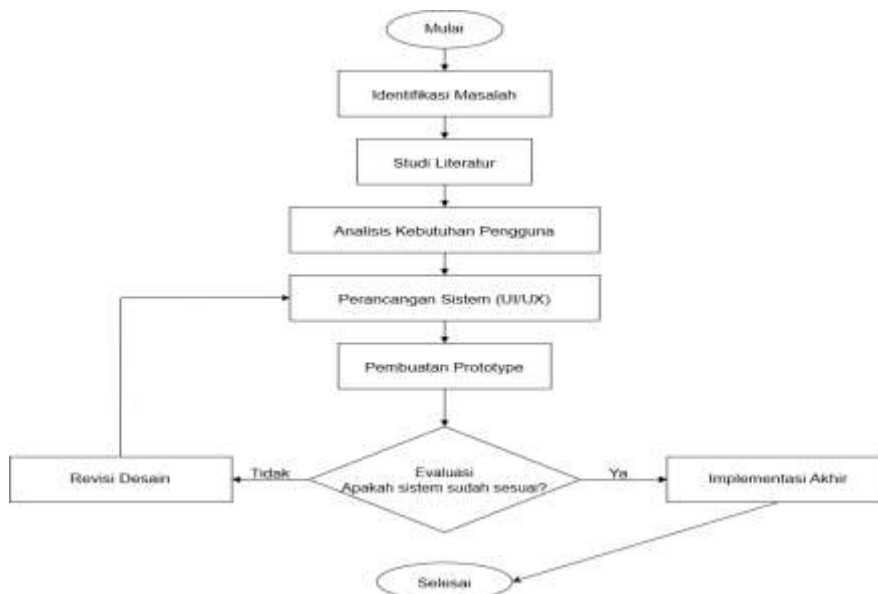 Mulai
Identifikasi Masalah
Studi Literatur
Analisis Kebutuhan Pengguna
Perancangan Sistem (UI/UX)
Pembuatan Prototype
Evaluasi
Apakah sistem sudah sesuai?
Tidak
Ya
Revisi Desain
Implementasi Akhir
Selesai